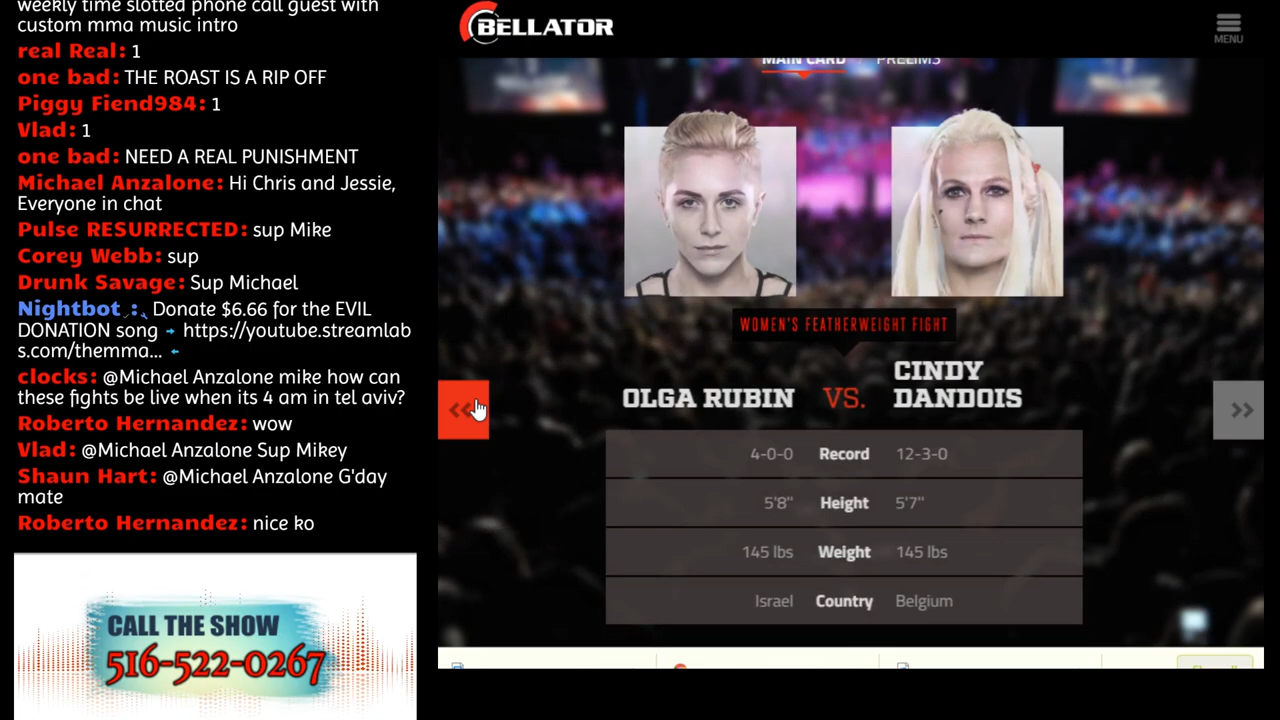 weekly time slotted phone call guest with
custom mma music intro
real Real: 1
one bad: THE ROAST IS A RIP OFF
Piggy Fiend984: 1
Vlad: 1
one bad: NEED A REAL PUNISHMENT
Michael Anzalone: Hi Chris and Jessie,
Everyone in chat
Pulse RESURRECTED: sup Mike
Corey Webb: sup
Drunk Savage: Sup Michael
Nightbot :. Donate $6.66 for the EVIL
DONATION song → https://youtube.streamlab
s.com/themma... ←
clocks: @Michael Anzalone mike how can
these fights be live when its 4 am in tel aviv?
Roberto Hernandez: wow
Vlad: @Michael Anzalone Sup Mikey
Shaun Hart: @Michael Anzalone G'day
mate
Roberto Hernandez: nice ko
CALL THE SHOW
516-522-0267
BELLATOR
MENU
MAIN CARD / PRELIMS
WOMEN'S FEATHERWEIGHT FIGHT
OLGA RUBIN VS. CINDY
DANDOIS
4-0-0 Record 12-3-0
5'8" Height 5'7"
145 lbs Weight 145 lbs
Israel Country Belgium